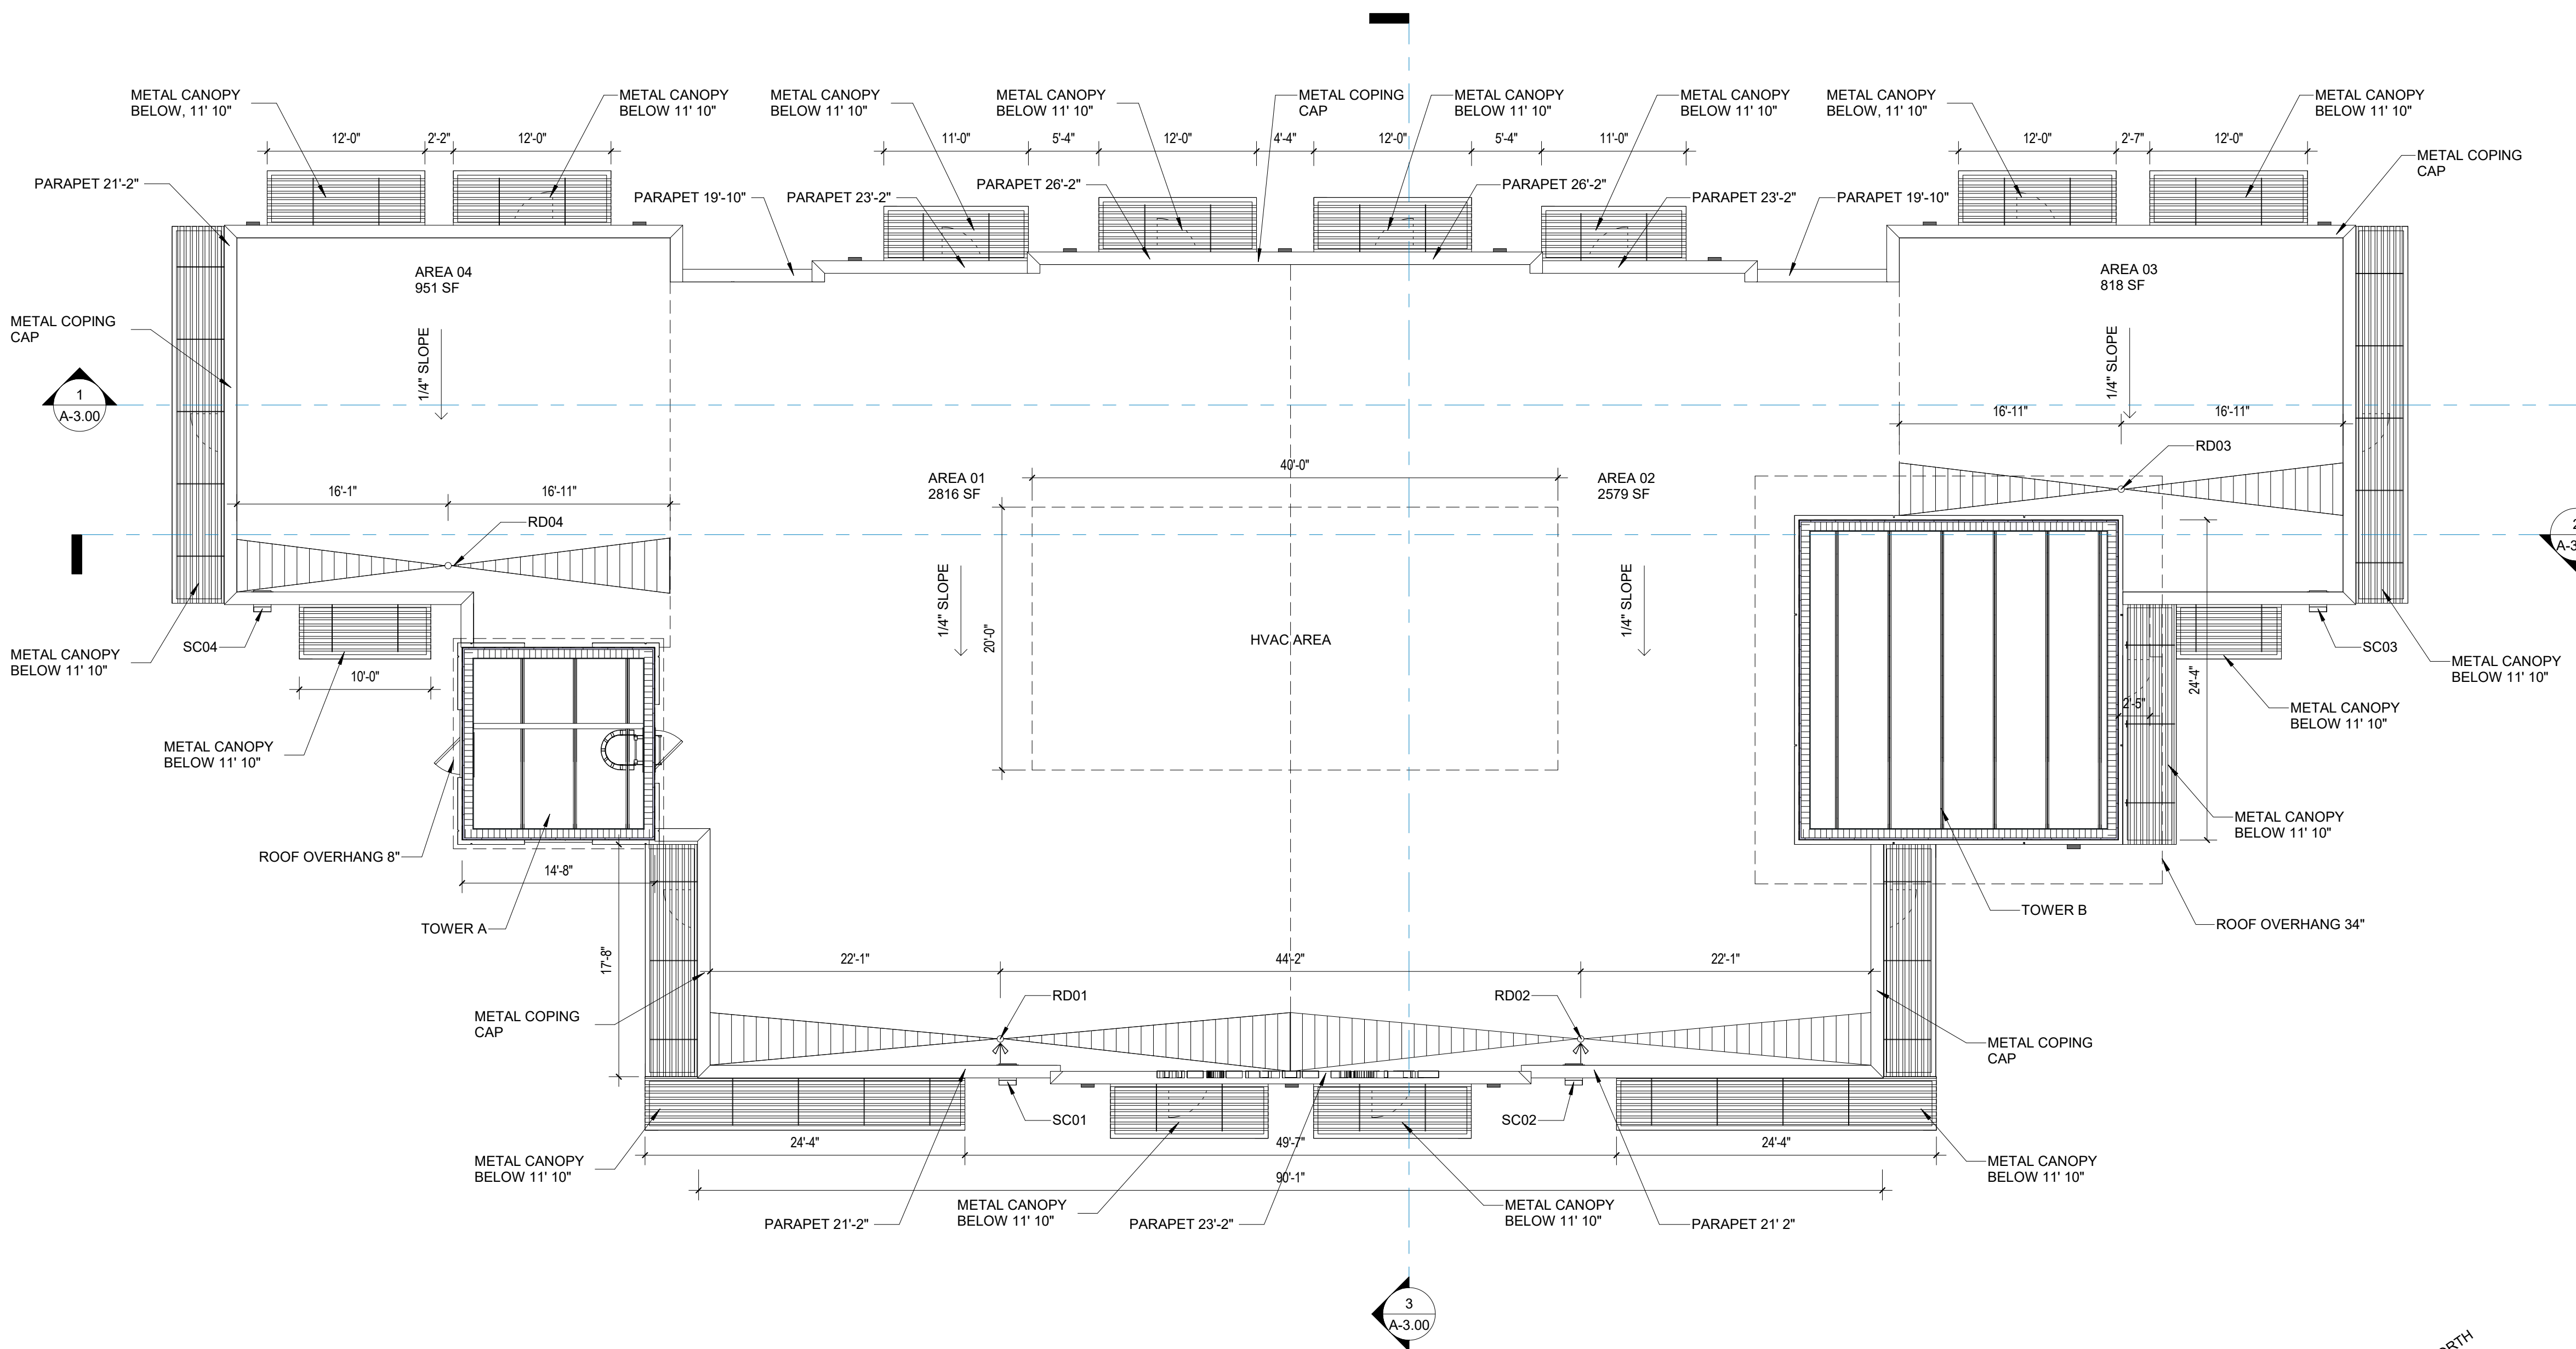 METAL CANOPY
BELOW, 11' 10"
METAL CANOPY
BELOW 11' 10"
METAL CANOPY
BELOW 11' 10"
METAL CANOPY
BELOW 11' 10"
METAL COPING
CAP
METAL CANOPY
BELOW 11' 10"
METAL CANOPY
BELOW 11' 10"
METAL CANOPY
BELOW, 11' 10"
METAL CANOPY
BELOW 11' 10"
12'-0"
2'-2"
12'-0"
11'-0"
5'-4"
12'-0"
4'-4"
12'-0"
5'-4"
11'-0"
12'-0"
2'-7"
12'-0"
METAL COPING
CAP
PARAPET 21'-2"
PARAPET 19'-10"
PARAPET 23'-2"
PARAPET 26'-2"
PARAPET 26'-2"
PARAPET 23'-2"
PARAPET 19'-10"
AREA 04
951 SF
AREA 03
818 SF
METAL COPING
CAP
1/4" SLOPE
1/4" SLOPE
1
A-3.00
16'-11"
16'-11"
RD03
40'-0"
AREA 01
2816 SF
AREA 02
2579 SF
16'-1"
16'-11"
RD04
1/4" SLOPE
20'-0"
HVAC AREA
1/4" SLOPE
SC04
SC03
METAL CANOPY
BELOW 11' 10"
METAL CANOPY
BELOW 11' 10"
10'-0"
24'-4"
2'-5"
METAL CANOPY
BELOW 11' 10"
METAL CANOPY
BELOW 11' 10"
METAL CANOPY
BELOW 11' 10"
ROOF OVERHANG 8"
14'-8"
TOWER A
TOWER B
ROOF OVERHANG 34"
17'-8"
22'-1"
44'-2"
22'-1"
RD01
RD02
METAL COPING
CAP
METAL COPING
CAP
SC01
SC02
24'-4"
49'-7"
24'-4"
METAL CANOPY
BELOW 11' 10"
METAL CANOPY
BELOW 11' 10"
90'-1"
METAL CANOPY
BELOW 11' 10"
METAL CANOPY
BELOW 11' 10"
PARAPET 21'-2"
PARAPET 23'-2"
PARAPET 21' 2"
3
A-3.00